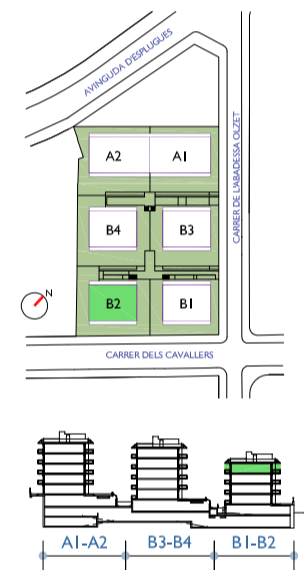 AVINGUDA D'ESPLUGUES
CARRER DE L'ABADESSA OLZET
A2
A1
B4
B3
B2
B1
N
CARRER DELS CAVALLERS
A1-A2
B3-B4
B1-B2